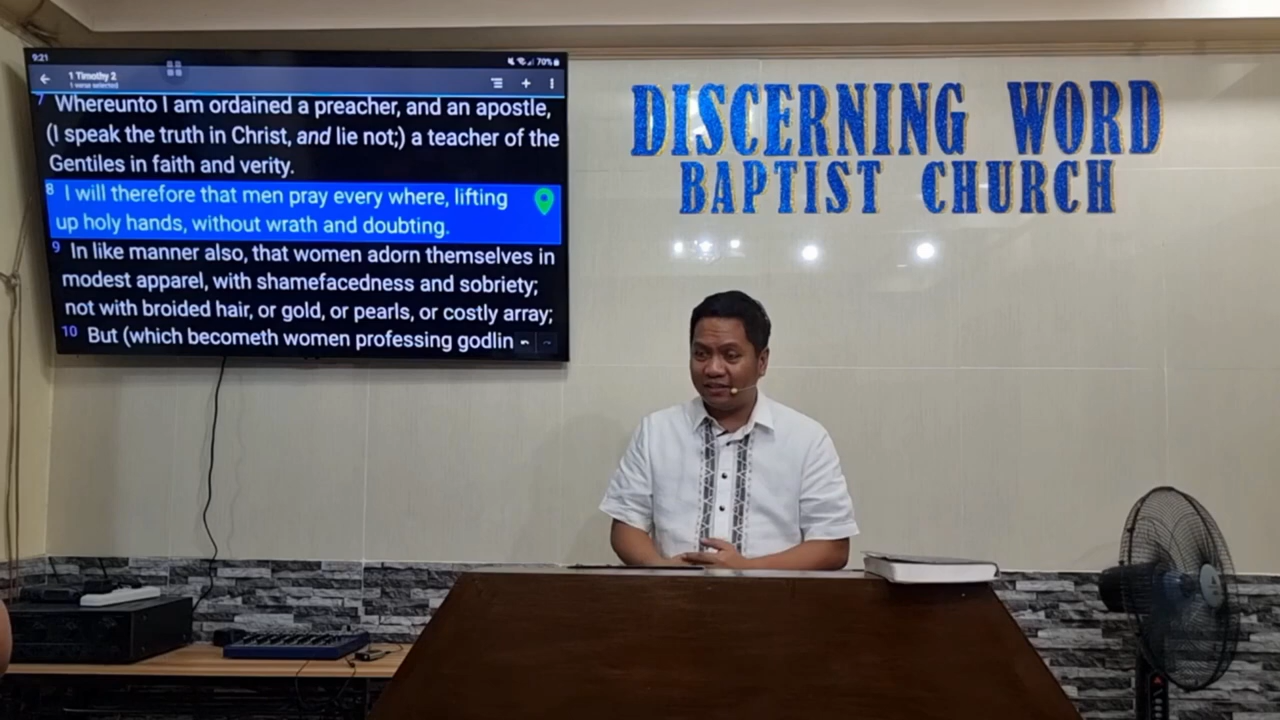 9:21
70%
1 Timothy 2
1 verse selected
7 Whereunto I am ordained a preacher, and an apostle,
(I speak the truth in Christ, and lie not;) a teacher of the
Gentiles in faith and verity.
8 I will therefore that men pray every where, lifting
up holy hands, without wrath and doubting.
9 In like manner also, that women adorn themselves in
modest apparel, with shamefacedness and sobriety;
not with broided hair, or gold, or pearls, or costly array;
10 But (which becometh women professing godlin
DISCERNING WORD
BAPTIST CHURCH